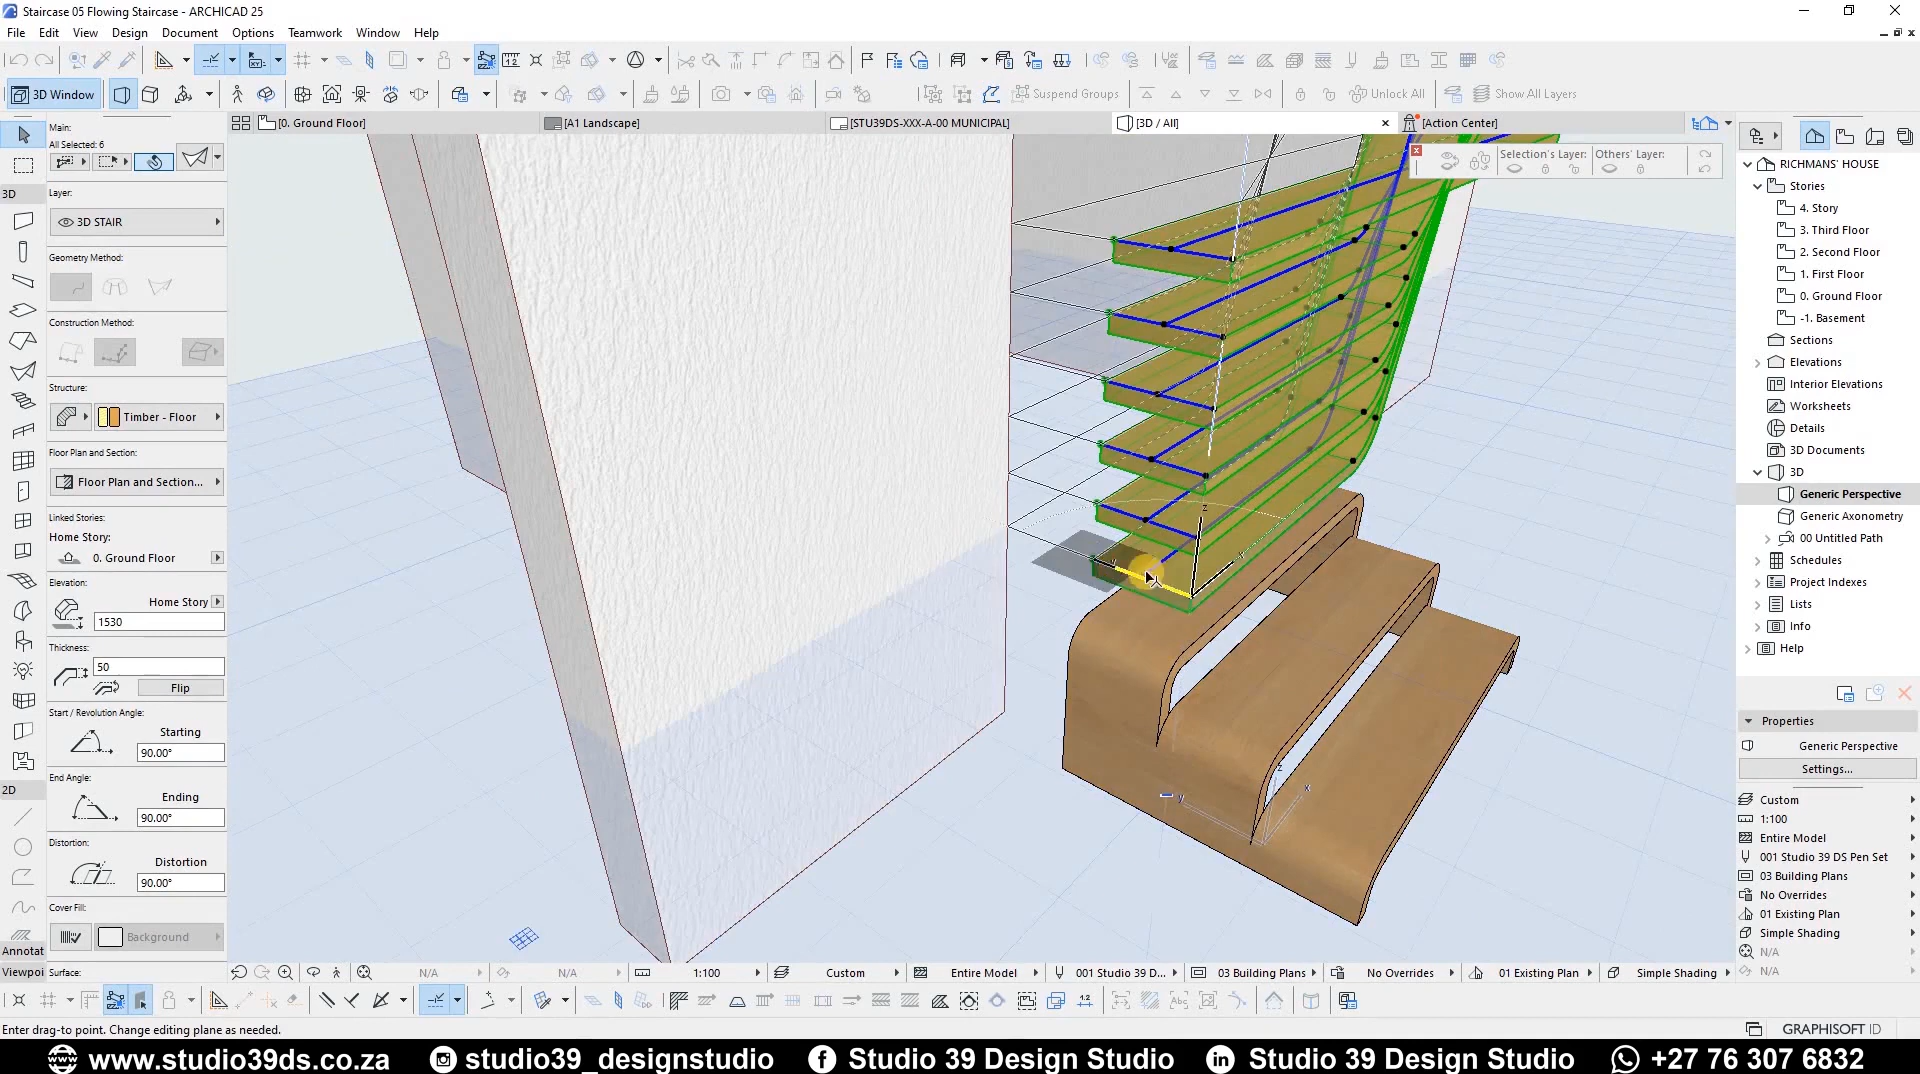 Staircase 05 Flowing Staircase - ARCHICAD 25
File Edit View Design Document Options Teamwork Window Help
3D Window
Suspend Groups
Unlock All
Show All Layers
[0. Ground Floor]
[A1 Landscape]
[STU39DS-XXX-A-00 MUNICIPAL]
[3D / All]
[Action Center]
Main:
All Selected: 6
3D
Layer:
3D STAIR
Geometry Method:
Construction Method:
Structure:
Timber - Floor
Floor Plan and Section:
Floor Plan and Section...
Linked Stories:
Home Story:
0. Ground Floor
Elevation:
Home Story
1530
Thickness:
50
Flip
Start / Revolution Angle:
Starting
90.00°
End Angle:
Ending
90.00°
2D
Distortion:
Distortion
90.00°
Cover Fill:
Background
Annotat
Viewpoi
Surface:
Selection's Layer: Others' Layer:
z
y
z
x
y
RICHMANS' HOUSE
Stories
4. Story
3. Third Floor
2. Second Floor
1. First Floor
0. Ground Floor
-1. Basement
Sections
Elevations
Interior Elevations
Worksheets
Details
3D Documents
3D
Generic Perspective
Generic Axonometry
00 Untitled Path
Schedules
Project Indexes
Lists
Info
Help
Properties
Generic Perspective
Settings...
Custom
1:100
Entire Model
001 Studio 39 DS Pen Set
03 Building Plans
No Overrides
01 Existing Plan
Simple Shading
N/A
N/A
N/A N/A 1:100 Custom Entire Model 001 Studio 39 D... 03 Building Plans No Overrides 01 Existing Plan Simple Shading
Enter drag-to point. Change editing plane as needed.
GRAPHISOFT ID
www.studio39ds.co.za studio39_designstudio Studio 39 Design Studio Studio 39 Design Studio +27 76 307 6832